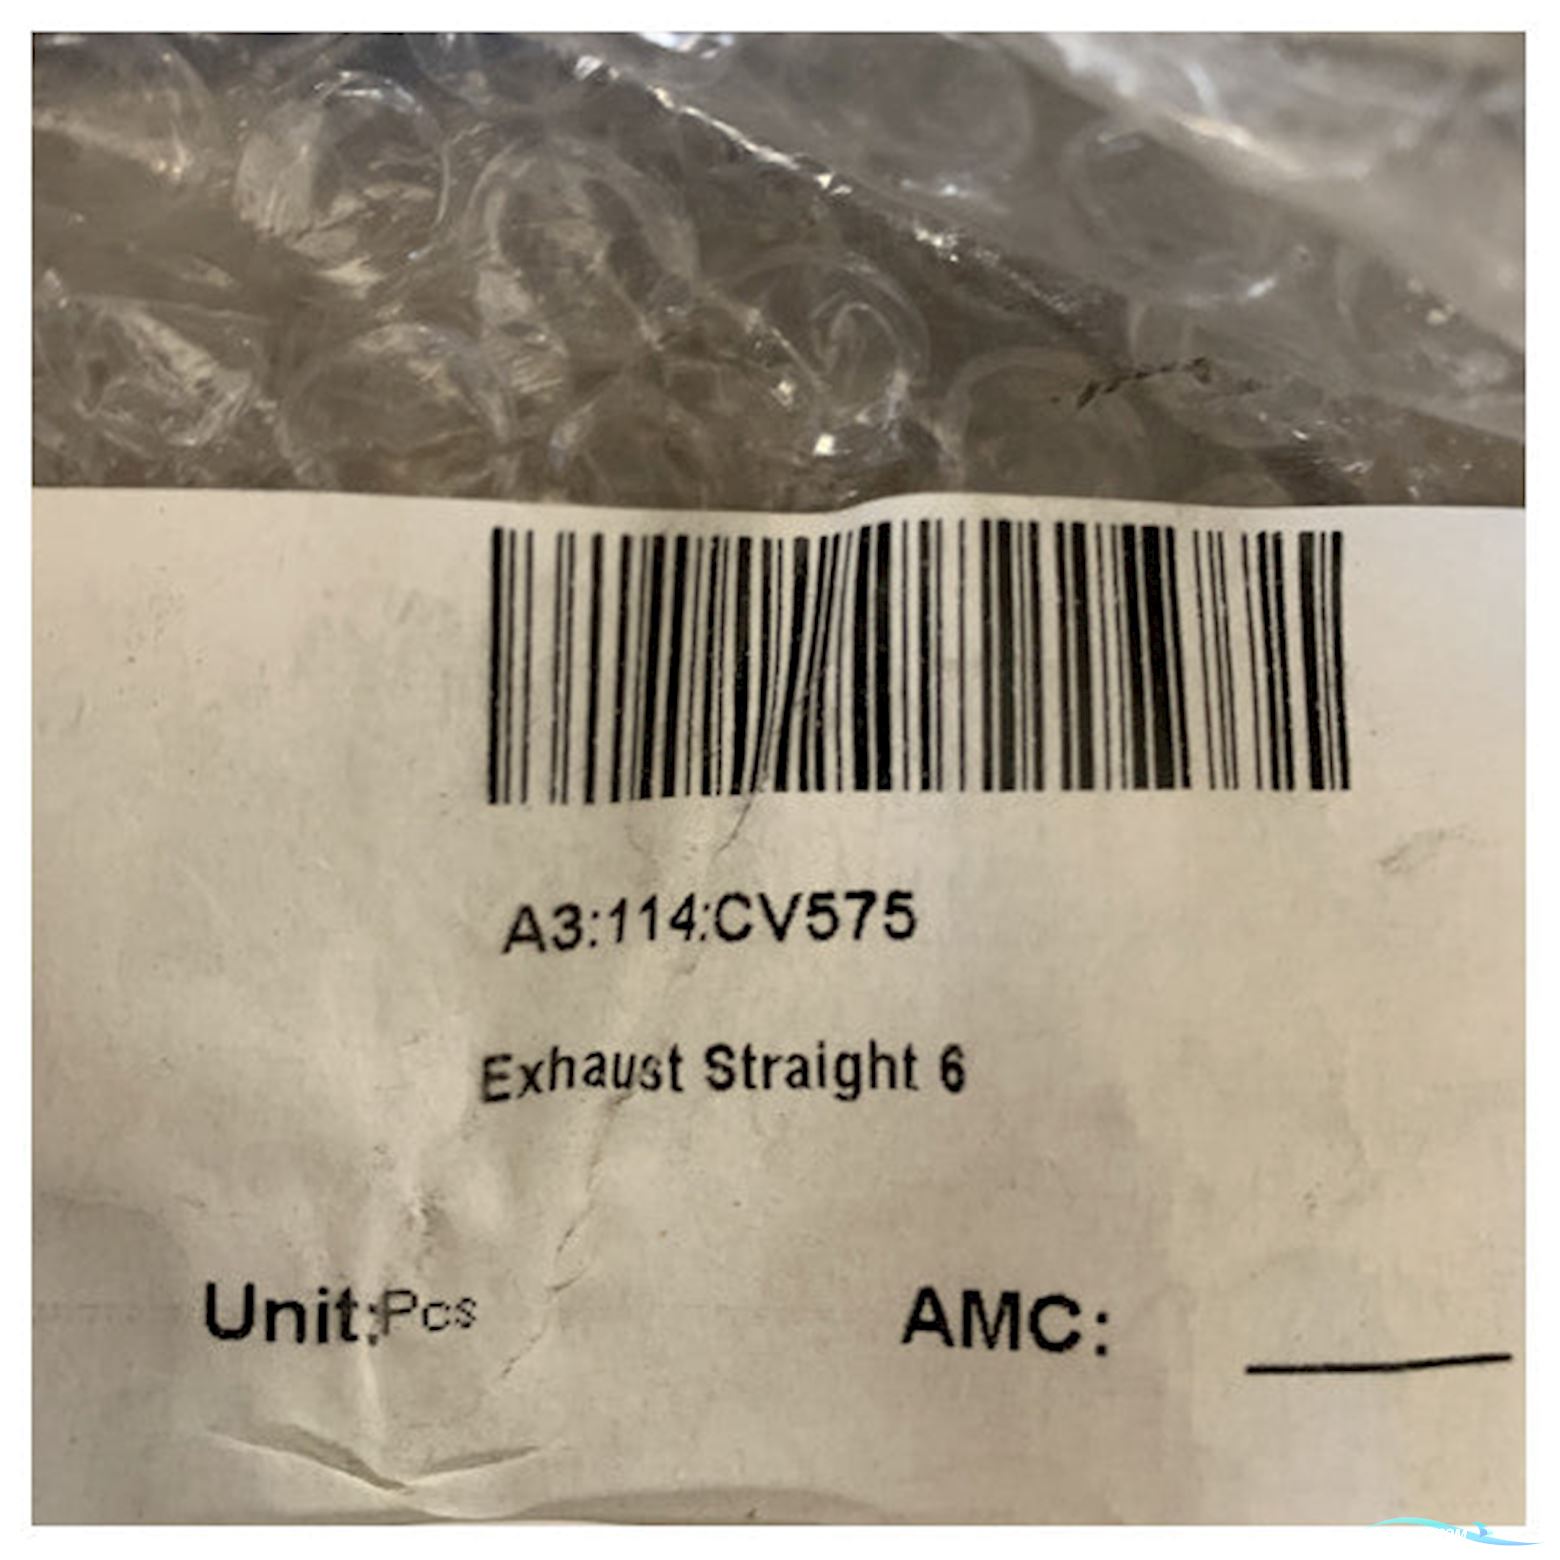 A3:114:CV575
Exhaust Straight 6
Unit:Pcs AMC: